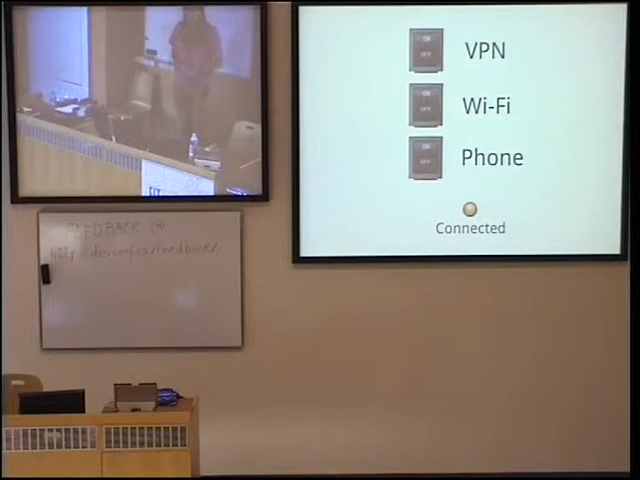 ON
OFF
VPN
ON
OFF
Wi-Fi
ON
OFF
Phone
Connected
FEEDBACK @